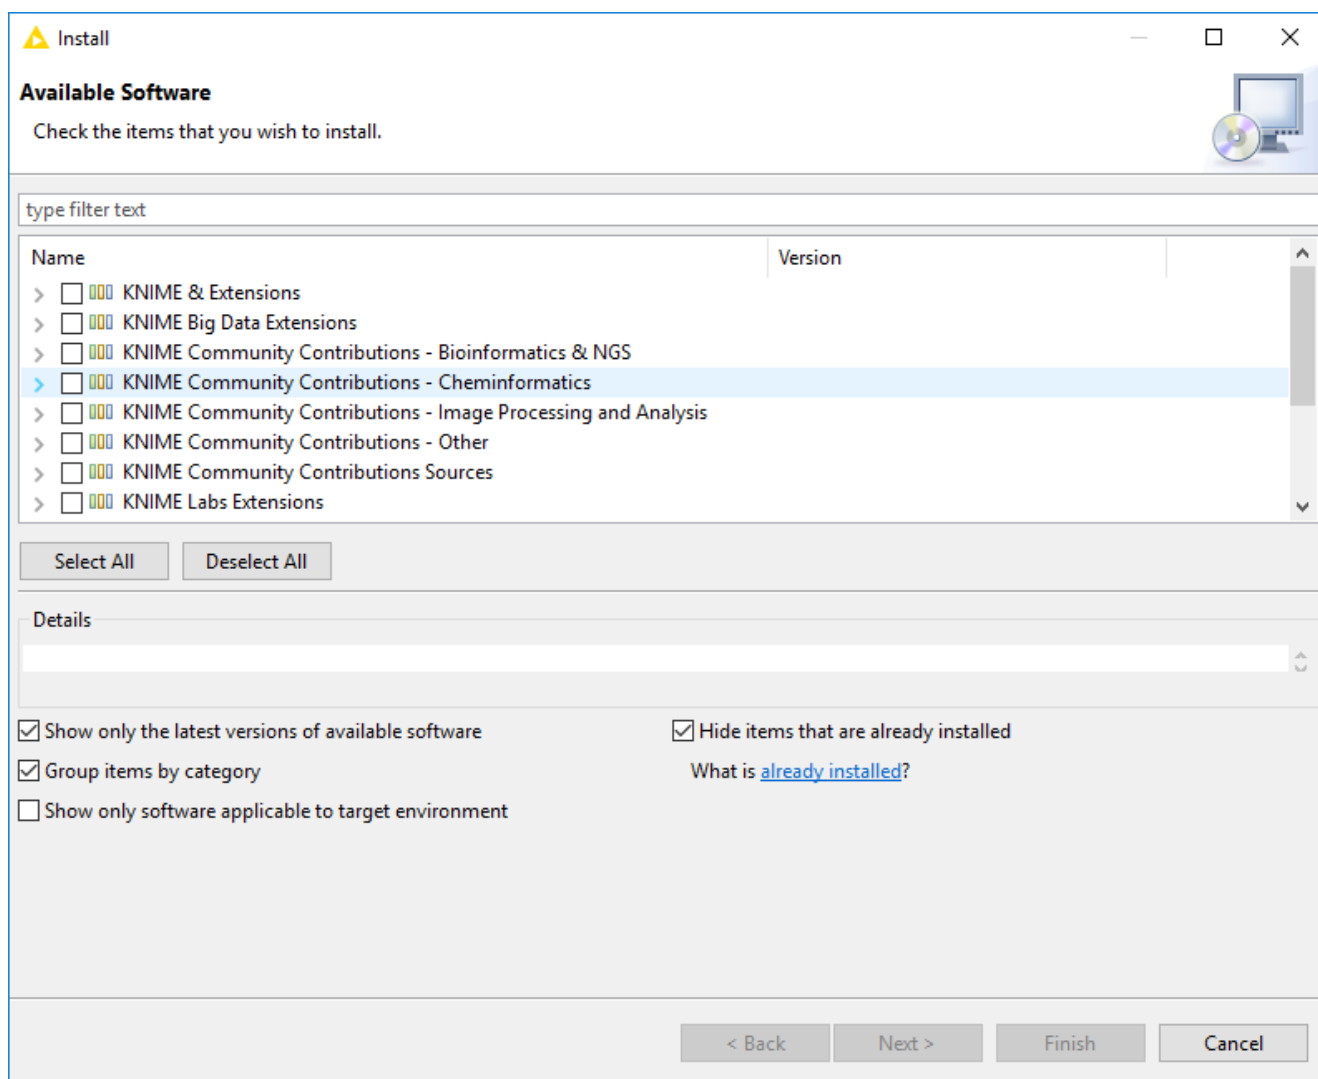 Install
Available Software
Check the items that you wish to install.
type filter text
Name Version
KNIME & Extensions
KNIME Big Data Extensions
KNIME Community Contributions - Bioinformatics & NGS
KNIME Community Contributions - Cheminformatics
KNIME Community Contributions - Image Processing and Analysis
KNIME Community Contributions - Other
KNIME Community Contributions Sources
KNIME Labs Extensions
Select All Deselect All
Details
Show only the latest versions of available software Hide items that are already installed
Group items by category What is already installed?
Show only software applicable to target environment
< Back Next > Finish Cancel